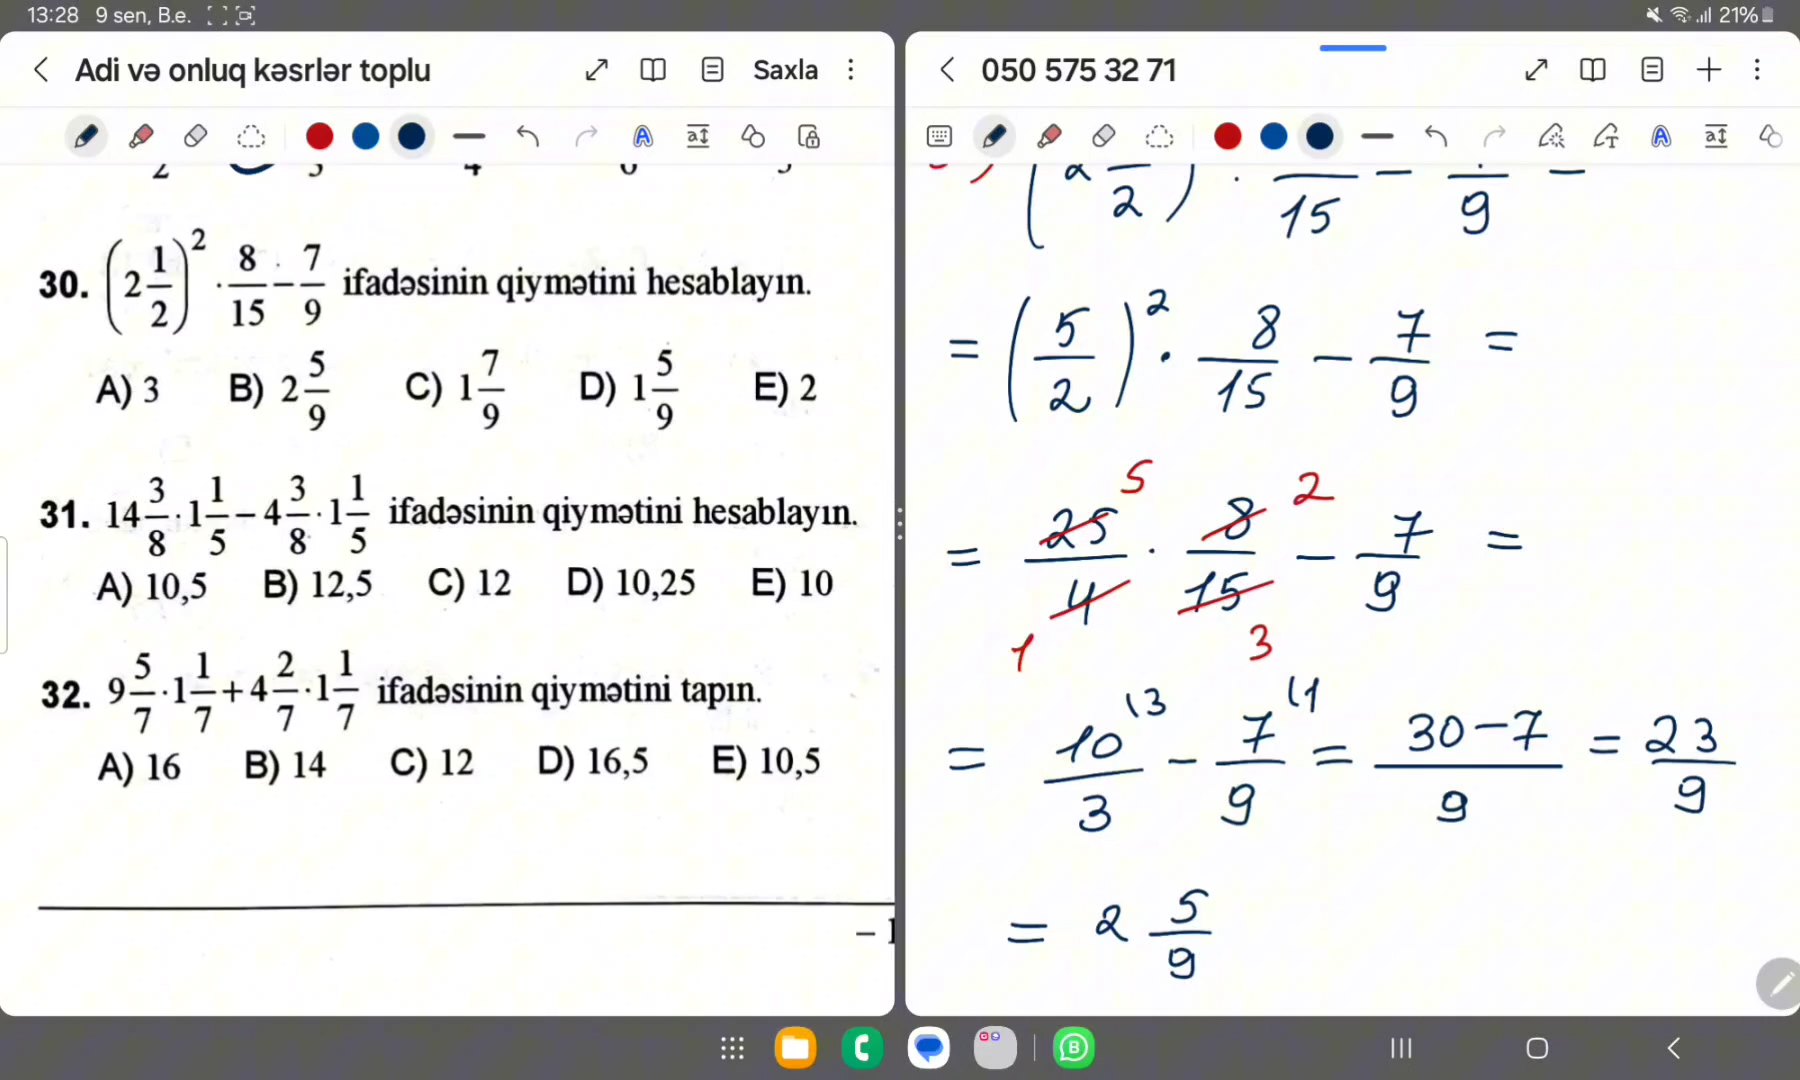 13:28 9 sen, B.e. 21%
Adi və onluq kəsrlər toplu Saxla
30. (2 1/2)² · 8/15 − 7/9 ifadəsinin qiymətini hesablayın.
A) 3 B) 2 5/9 C) 1 7/9 D) 1 5/9 E) 2
31. 14 3/8 · 1 1/5 − 4 3/8 · 1 1/5 ifadəsinin qiymətini hesablayın.
A) 10,5 B) 12,5 C) 12 D) 10,25 E) 10
32. 9 5/7 · 1 1/7 + 4 2/7 · 1 1/7 ifadəsinin qiymətini tapın.
A) 16 B) 14 C) 12 D) 16,5 E) 10,5
050 575 32 71
= (5/2)² · 8/15 − 7/9 =
5 2
= 25/4 · 8/15 − 7/9 =
1 3
(3 (1
= 10/3 − 7/9 = 30−7/9 = 23/9
= 2 5/9